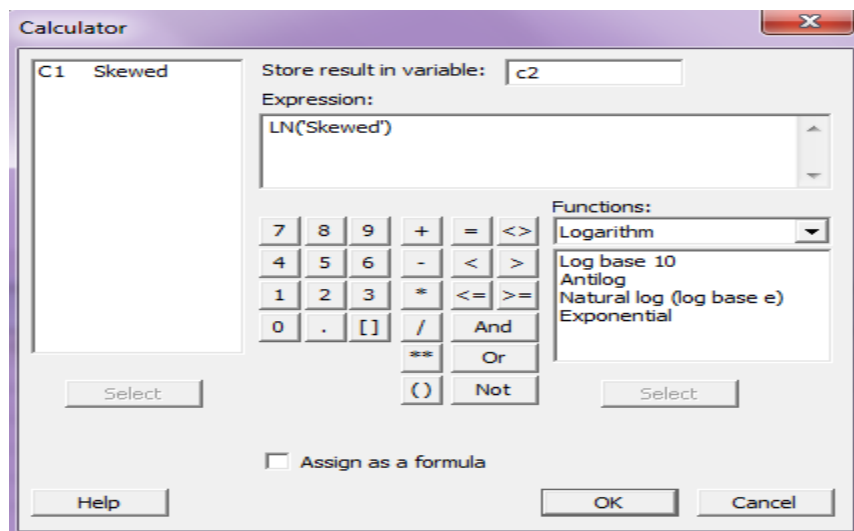 Calculator
C1 Skewed
Store result in variable: c2
Expression:
LN('Skewed')
Functions:
7 8 9 + = <> Logarithm
4 5 6 - < > Log base 10
Antilog
1 2 3 * <= >= Natural log (log base e)
0 . [] / And Exponential
** Or
() Not
Select
Select
Assign as a formula
Help
OK
Cancel